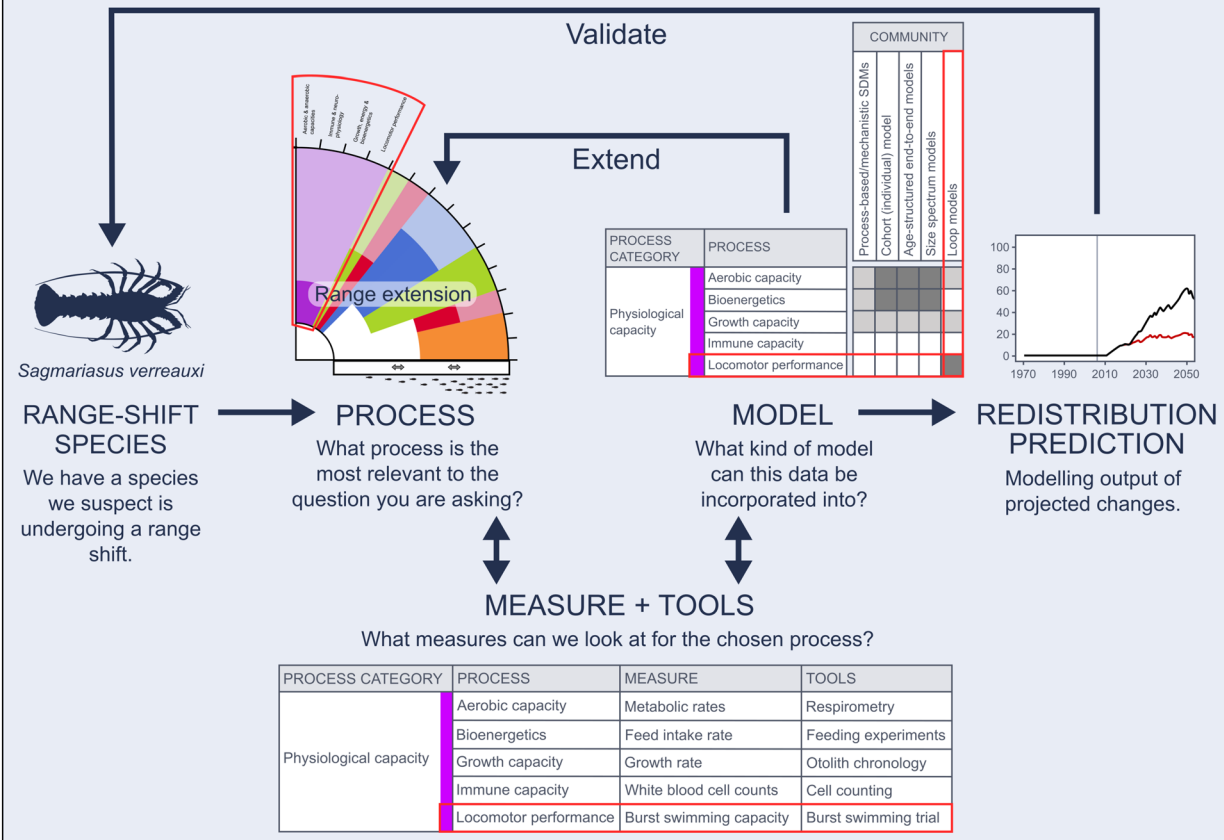 Validate
COMMUNITY
Process-based/mechanistic SDMs
Cohort (individual) model
Age-structured end-to-end models
Size spectrum models
Loop models
Aerobic & anaerobic
capacities
Immune & neuro-
physiology
Growth, energy &
bioenergetics
Locomotor performance
Extend
Range extension
PROCESS
CATEGORY
PROCESS
Physiological
capacity
Aerobic capacity
Bioenergetics
Growth capacity
Immune capacity
Locomotor performance
100
80
60
40
20
0
1970
1990
2010
2030
2050
Sagmariasus verreauxi
RANGE-SHIFT
SPECIES
We have a species
we suspect is
undergoing a range
shift.
PROCESS
What process is the
most relevant to the
question you are asking?
MODEL
What kind of model
can this data be
incorporated into?
REDISTRIBUTION
PREDICTION
Modelling output of
projected changes.
MEASURE + TOOLS
What measures can we look at for the chosen process?
PROCESS CATEGORY PROCESS MEASURE TOOLS
Physiological capacity
Aerobic capacity Metabolic rates Respirometry
Bioenergetics Feed intake rate Feeding experiments
Growth capacity Growth rate Otolith chronology
Immune capacity White blood cell counts Cell counting
Locomotor performance Burst swimming capacity Burst swimming trial